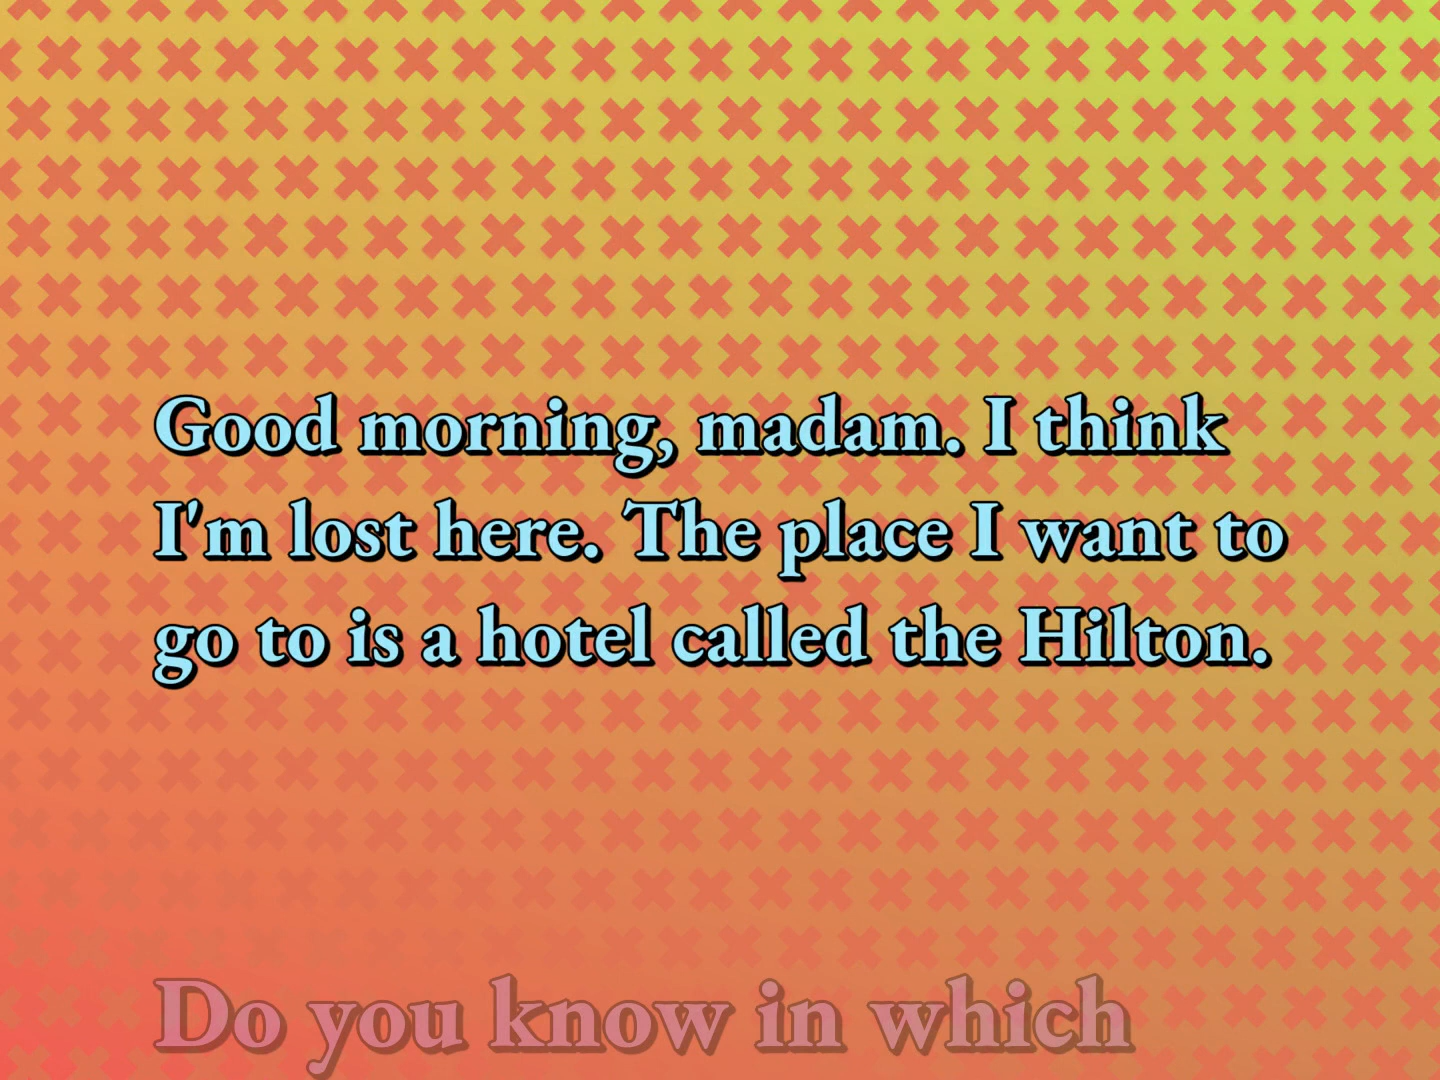 Good morning, madam. I think
I'm lost here. The place I want to
go to is a hotel called the Hilton.
Do you know in which